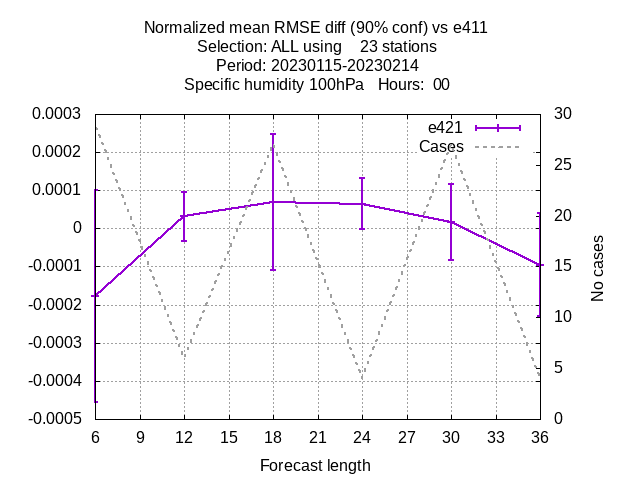 Normalized mean RMSE diff (90% conf) vs e411
Selection: ALL using    23 stations
Period: 20230115-20230214
Specific humidity 100hPa   Hours:  00
e421
Cases
0.0003
0.0002
0.0001
0
-0.0001
-0.0002
-0.0003
-0.0004
-0.0005
30
25
20
15
10
5
0
No cases
6 9 12 15 18 21 24 27 30 33 36
Forecast length